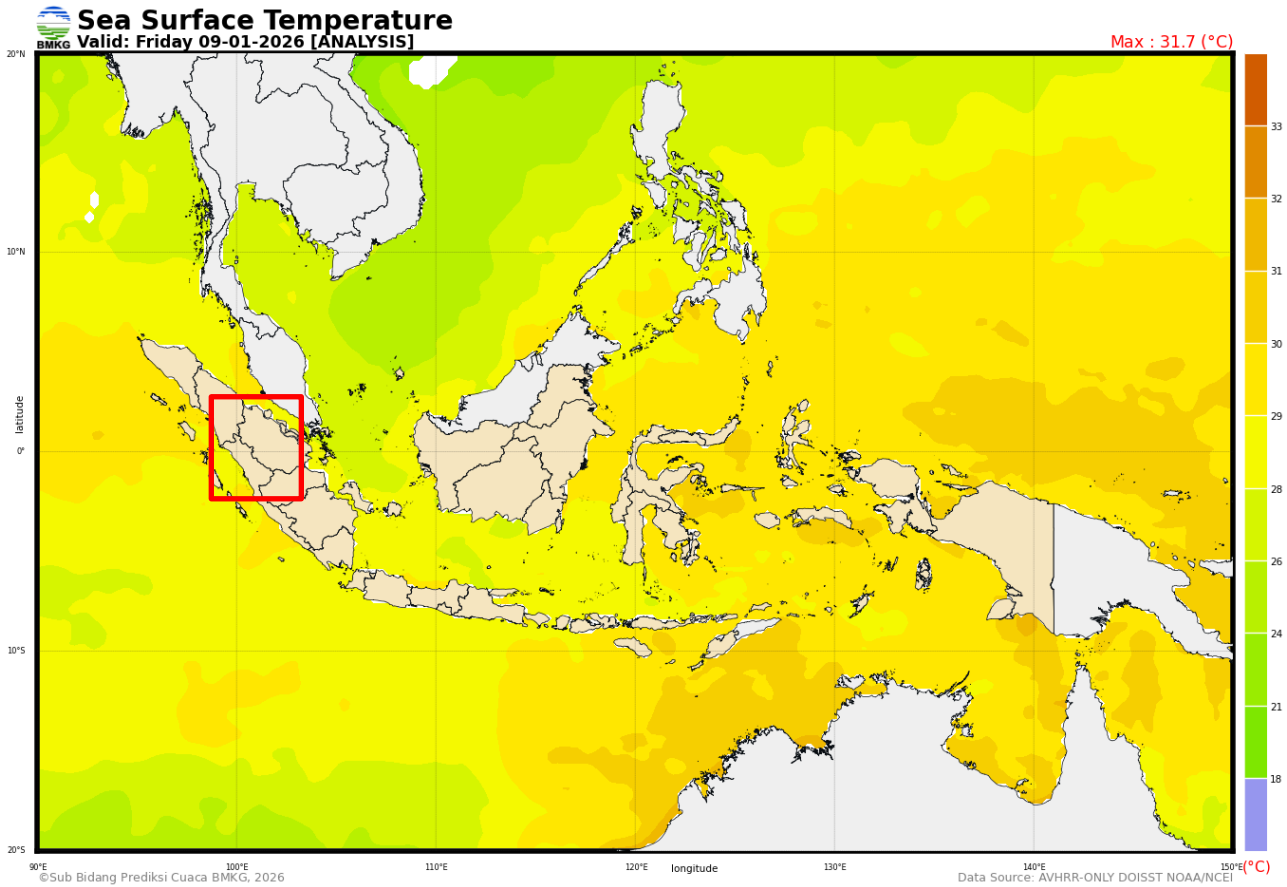 Sea Surface Temperature
BMKG Valid: Friday 09-01-2026 [ANALYSIS]
Max : 31.7 (°C)
20°N
10°N
0°
10°S
20°S
latitude
90°E 100°E 110°E 120°E 130°E 140°E 150°E
longitude
33
32
31
30
29
28
26
24
21
18
(°C)
©Sub Bidang Prediksi Cuaca BMKG, 2026
Data Source: AVHRR-ONLY DOISST NOAA/NCEI